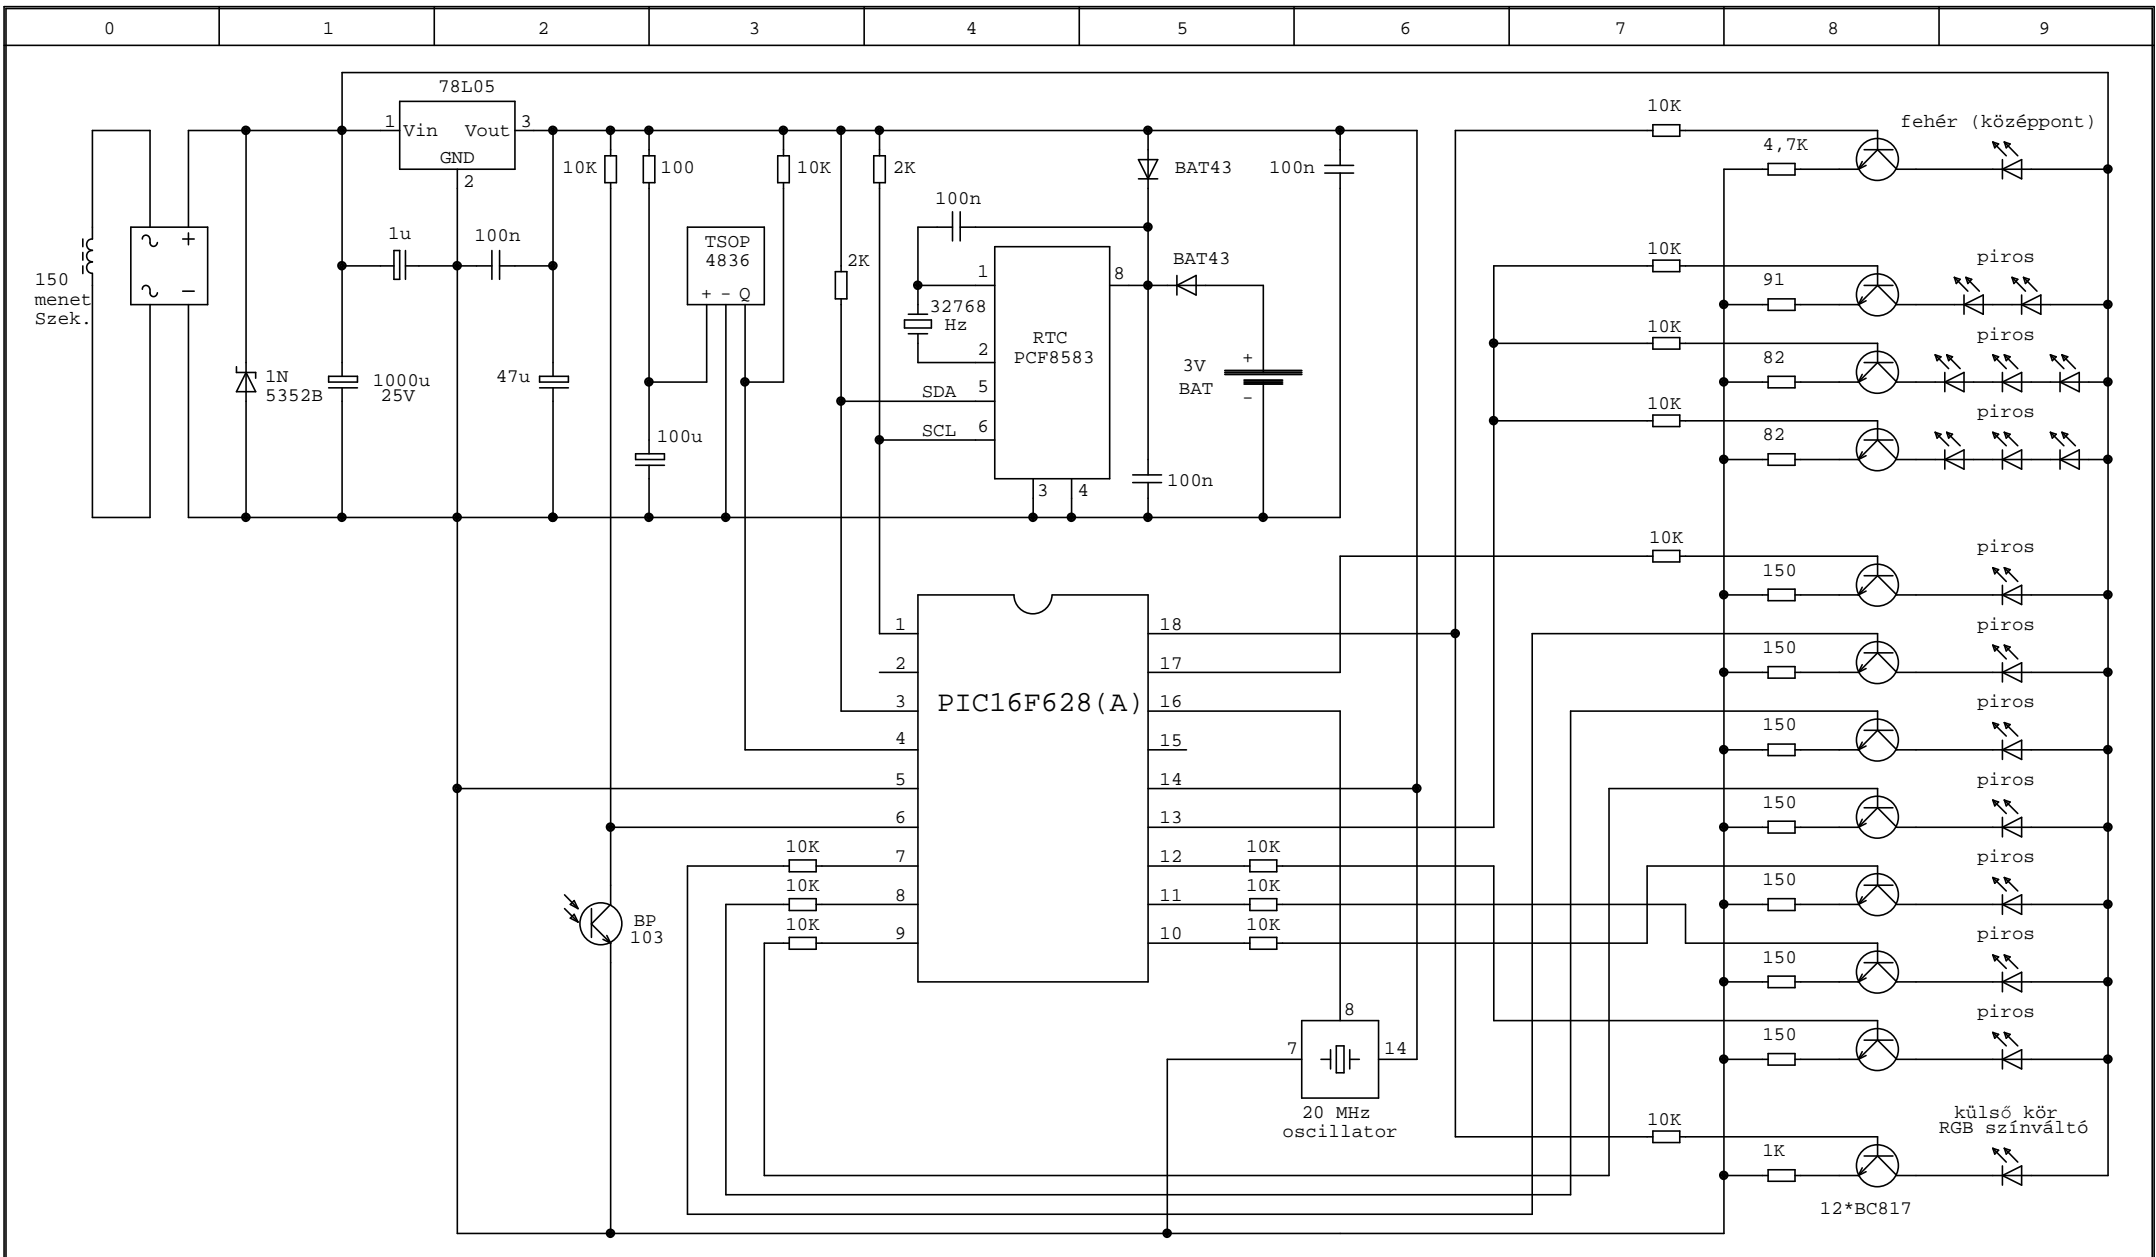 0 1 2 3 4 5 6 7 8 9
78L05
1 Vin Vout 3
GND
2
10K
100
10K
2K
BAT43
100n
10K
fehér (középpont)
4,7K
150
menet
Szek.
+
−
1u
100n
TSOP
4836
+ − Q
2K
100n
1
32768
Hz
2
RTC
PCF8583
8
BAT43
SDA 5
SCL 6
3 4
3V
BAT
+
−
100n
1N
5352B
1000u
25V
47u
100u
10K
91
piros
10K
82
piros
10K
82
piros
10K
150
piros
150
piros
150
piros
150
piros
150
piros
150
piros
150
piros
PIC16F628(A)
1 18
2 17
3 16
4 15
5 14
6 13
7 12
8 11
9 10
10K
10K
10K
10K
10K
10K
BP
103
8
7 14
20 MHz
oscillator
10K
1K
külső kör
RGB színváltó
12*BC817